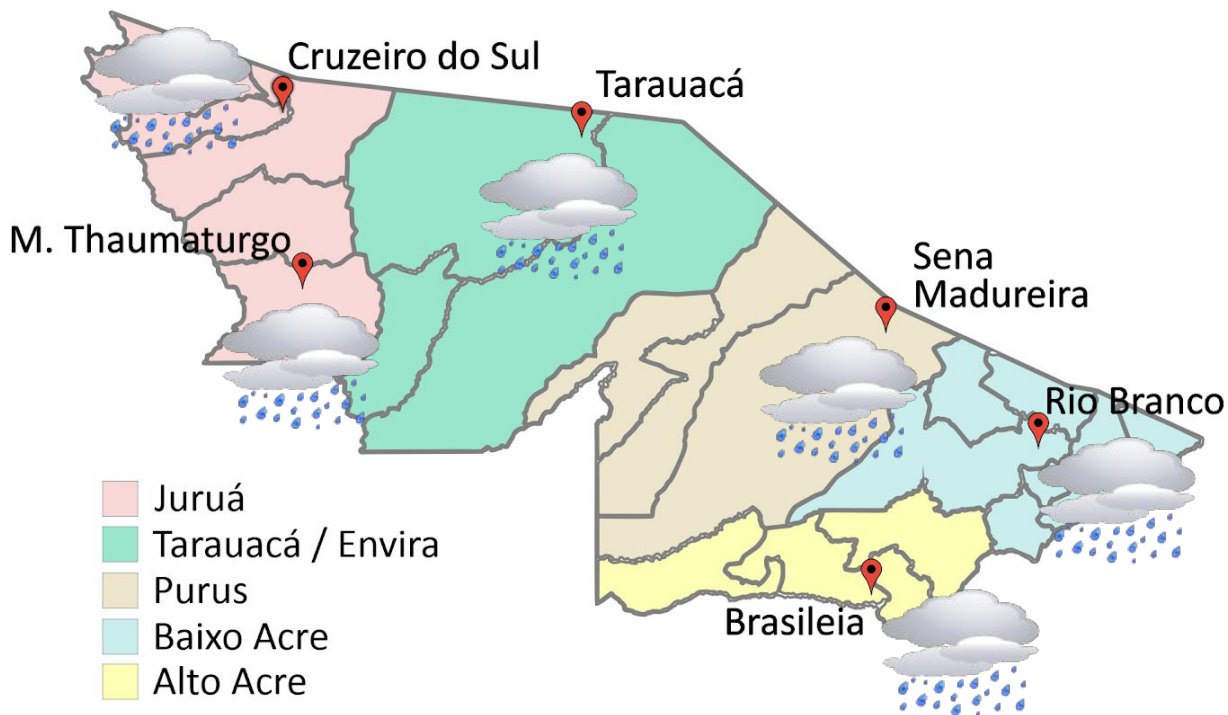 Cruzeiro do Sul
Tarauacá
M. Thaumaturgo
Sena
Madureira
Rio Branco
Brasileia
Juruá
Tarauacá / Envira
Purus
Baixo Acre
Alto Acre